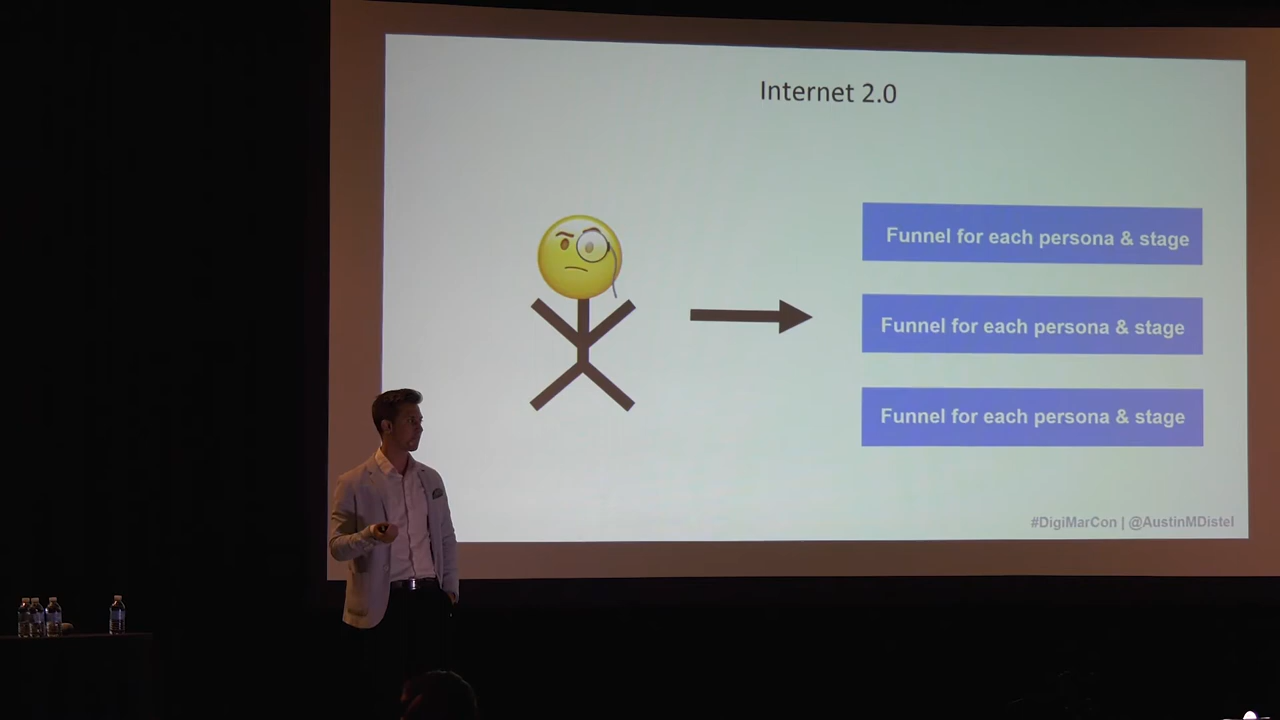 Internet 2.0
Funnel for each persona & stage
Funnel for each persona & stage
Funnel for each persona & stage
#DigiMarCon | @AustinMDistel